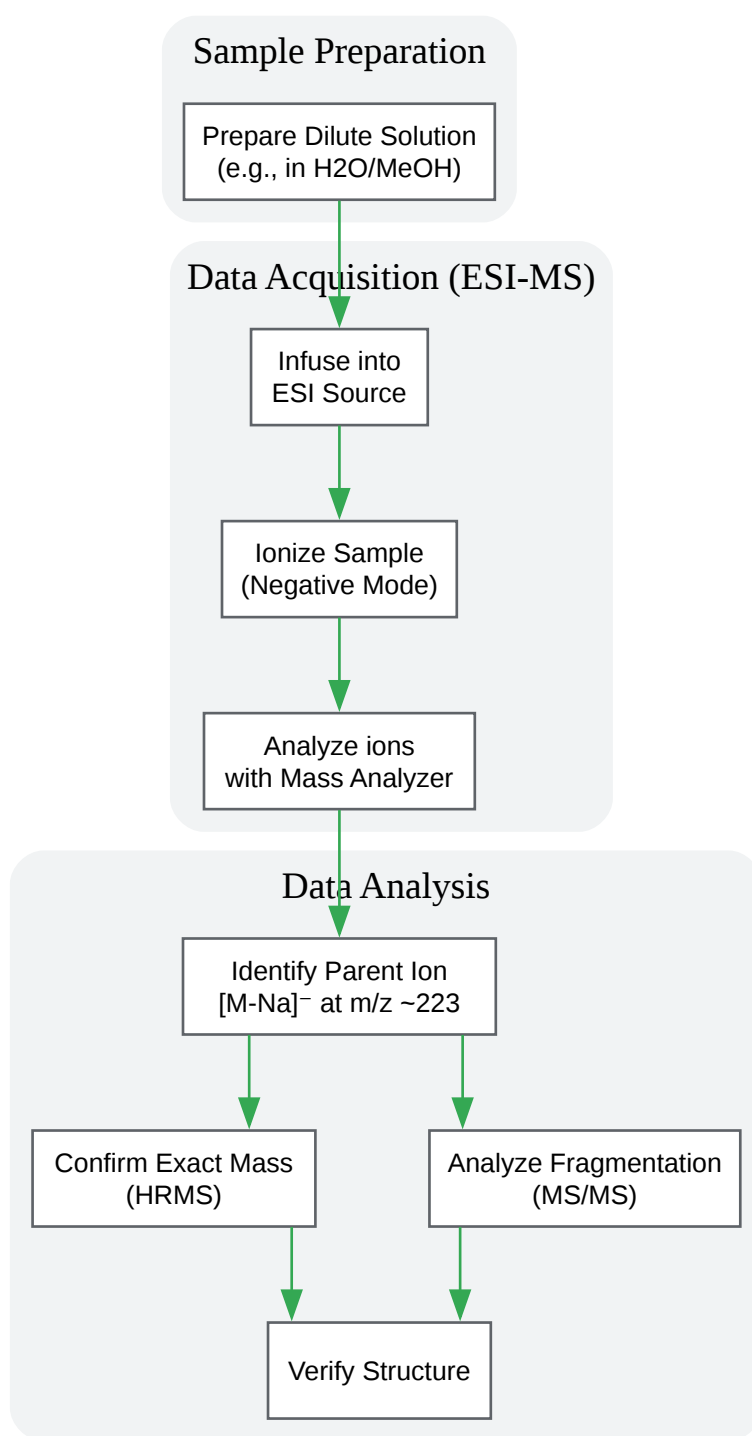 Sample Preparation
Prepare Dilute Solution
(e.g., in H2O/MeOH)
Data Acquisition (ESI-MS)
Infuse into
ESI Source
Ionize Sample
(Negative Mode)
Analyze ions
with Mass Analyzer
Data Analysis
Identify Parent Ion
[M-Na]⁻ at m/z ~223
Confirm Exact Mass
(HRMS)
Analyze Fragmentation
(MS/MS)
Verify Structure